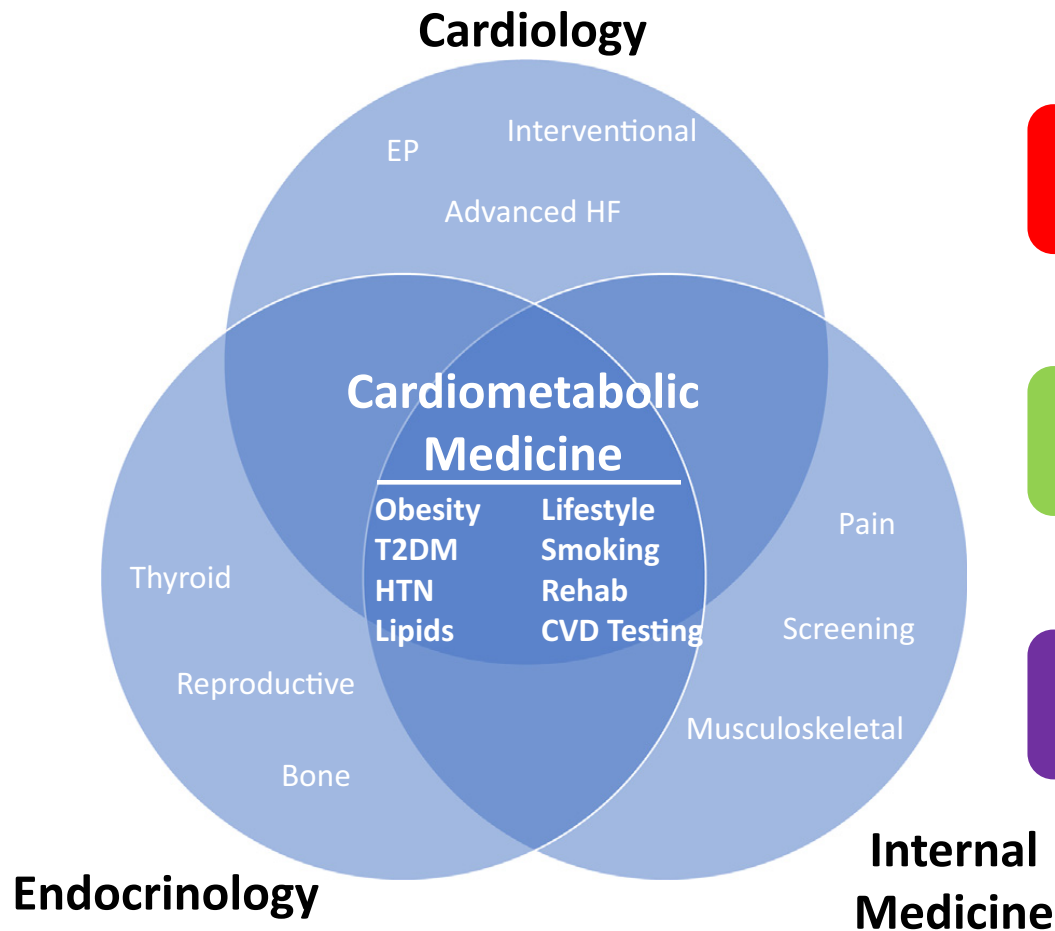 Cardiology
EP
Interventional
Advanced HF
Cardiometabolic
Medicine
Obesity
T2DM
HTN
Lipids
Lifestyle
Smoking
Rehab
CVD Testing
Thyroid
Reproductive
Bone
Pain
Screening
Musculoskeletal
Endocrinology
Internal
Medicine